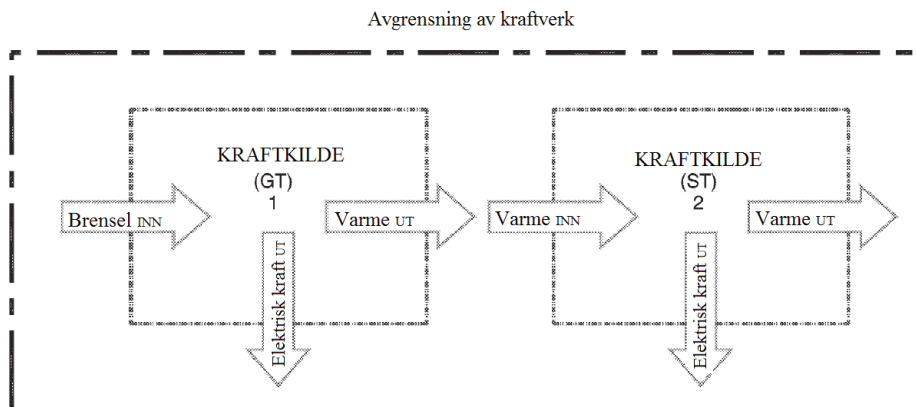 Avgrensning av kraftverk
KRAFTKILDE
(GT)
1
Brensel INN
Varme UT
Elektrisk kraft UT
KRAFTKILDE
(ST)
2
Varme INN
Varme UT
Elektrisk kraft UT